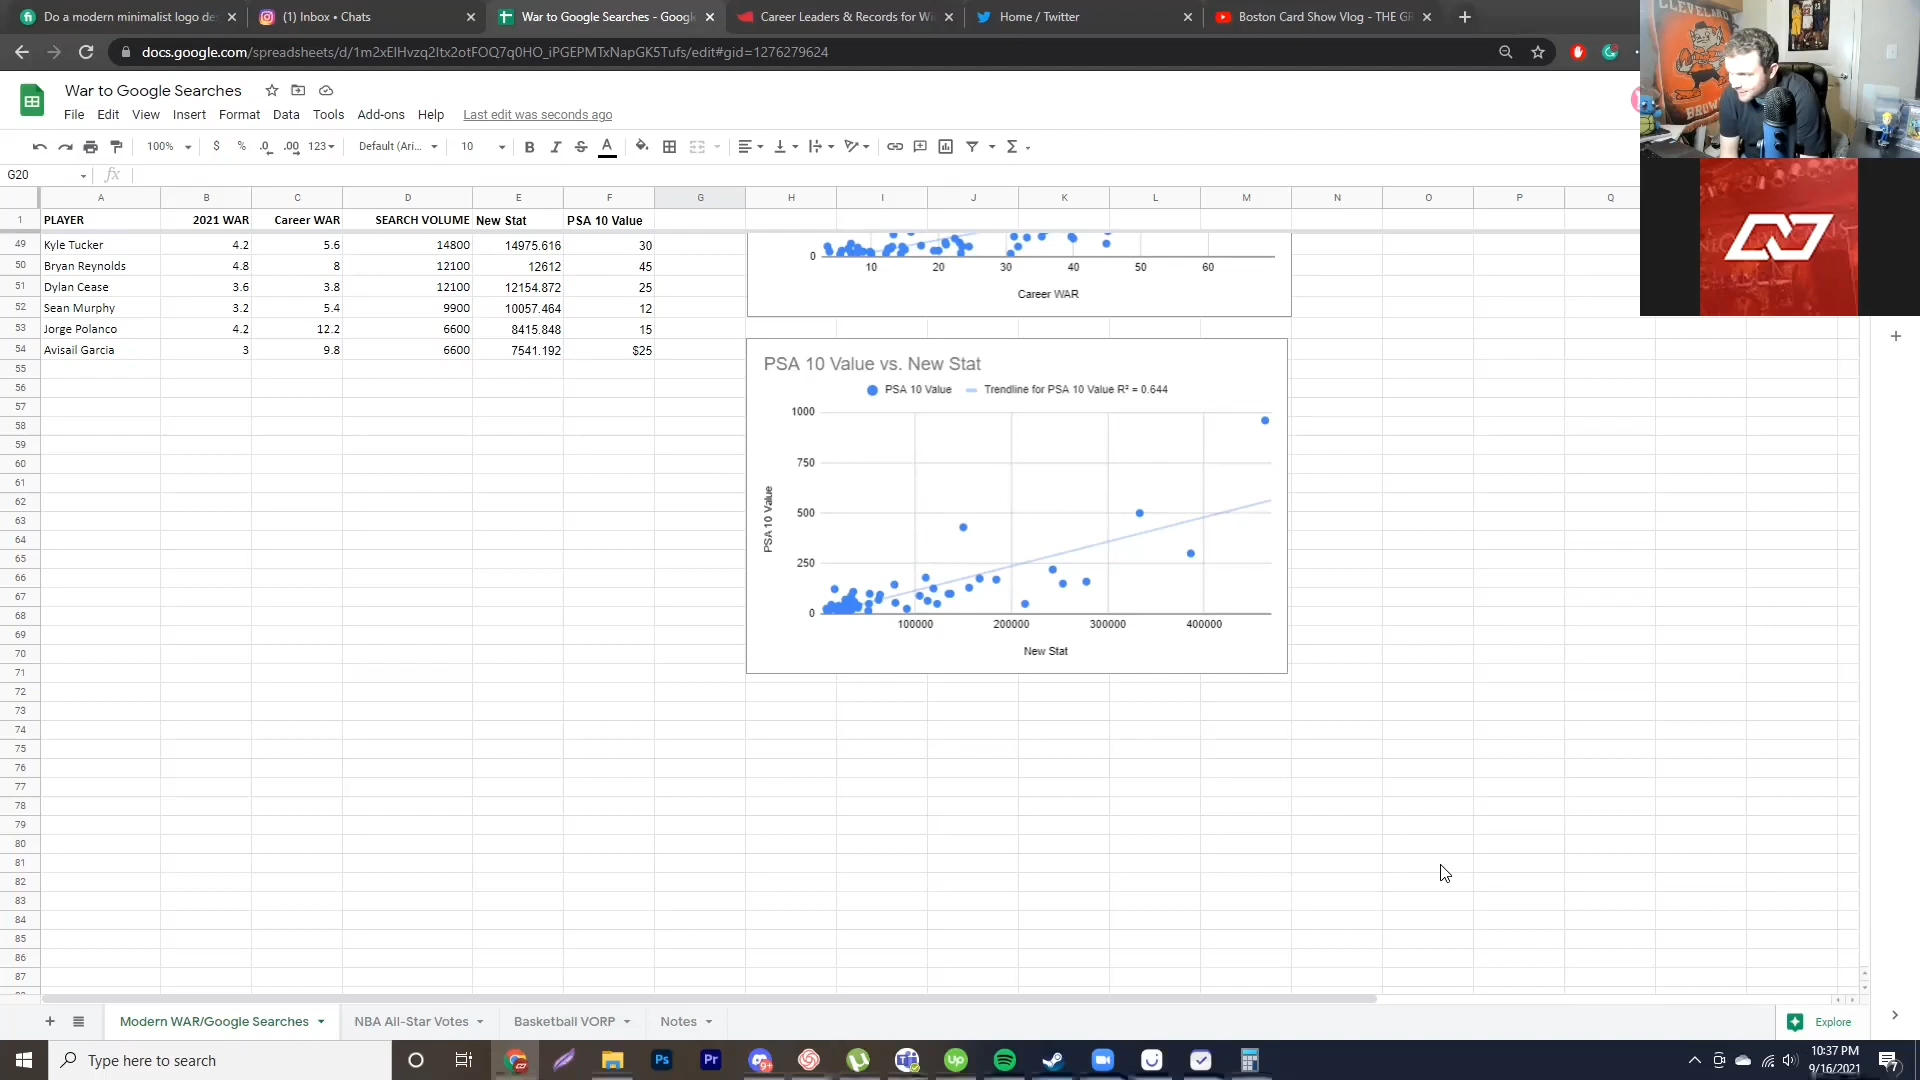 Do a modern minimalist logo de
(1) Inbox • Chats
War to Google Searches - Googl
Career Leaders & Records for Wi
Home / Twitter
Boston Card Show Vlog - THE GR
docs.google.com/spreadsheets/d/1m2xElHvzq2ltx2otFOQ7q0HO_iPGEPMTxNapGK5Tufs/edit#gid=1276279624
CLEVELAND
BROW
War to Google Searches
File Edit View Insert Format Data Tools Add-ons Help Last edit was seconds ago
100% $ % .0 .00 123 Default (Ari... 10 B I S A
G20 fx
A B C D E F G H I J K L M N O P Q
1 PLAYER 2021 WAR Career WAR SEARCH VOLUME New Stat PSA 10 Value
49 Kyle Tucker 4.2 5.6 14800 14975.616 30
50 Bryan Reynolds 4.8 8 12100 12612 45
51 Dylan Cease 3.6 3.8 12100 12154.872 25
52 Sean Murphy 3.2 5.4 9900 10057.464 12
53 Jorge Polanco 4.2 12.2 6600 8415.848 15
54 Avisail Garcia 3 9.8 6600 7541.192 $25
55
56
57
58
59
60
61
62
63
64
65
66
67
68
69
70
71
72
73
74
75
76
77
78
79
80
81
82
83
84
85
86
87
0
10 20 30 40 50 60
Career WAR
PSA 10 Value vs. New Stat
PSA 10 Value Trendline for PSA 10 Value R² = 0.644
1000
750
500
250
0
PSA 10 Value
100000 200000 300000 400000
New Stat
Modern WAR/Google Searches NBA All-Star Votes Basketball VORP Notes Explore
Type here to search
Ps
Pr
9+
Up
10:37 PM
9/16/2021
7